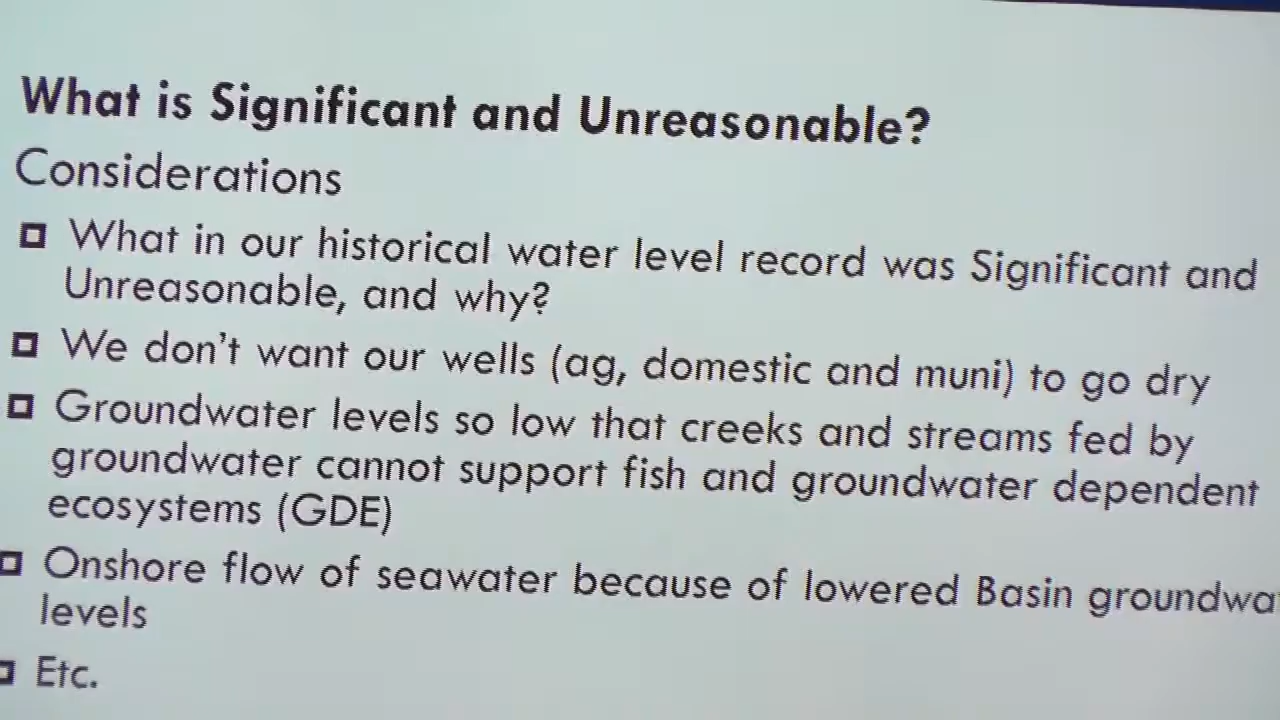 What is Significant and Unreasonable?
Considerations
What in our historical water level record was Significant and
Unreasonable, and why?
We don't want our wells (ag, domestic and muni) to go dry
Groundwater levels so low that creeks and streams fed by
groundwater cannot support fish and groundwater dependent
ecosystems (GDE)
Onshore flow of seawater because of lowered Basin groundwa
levels
Etc.